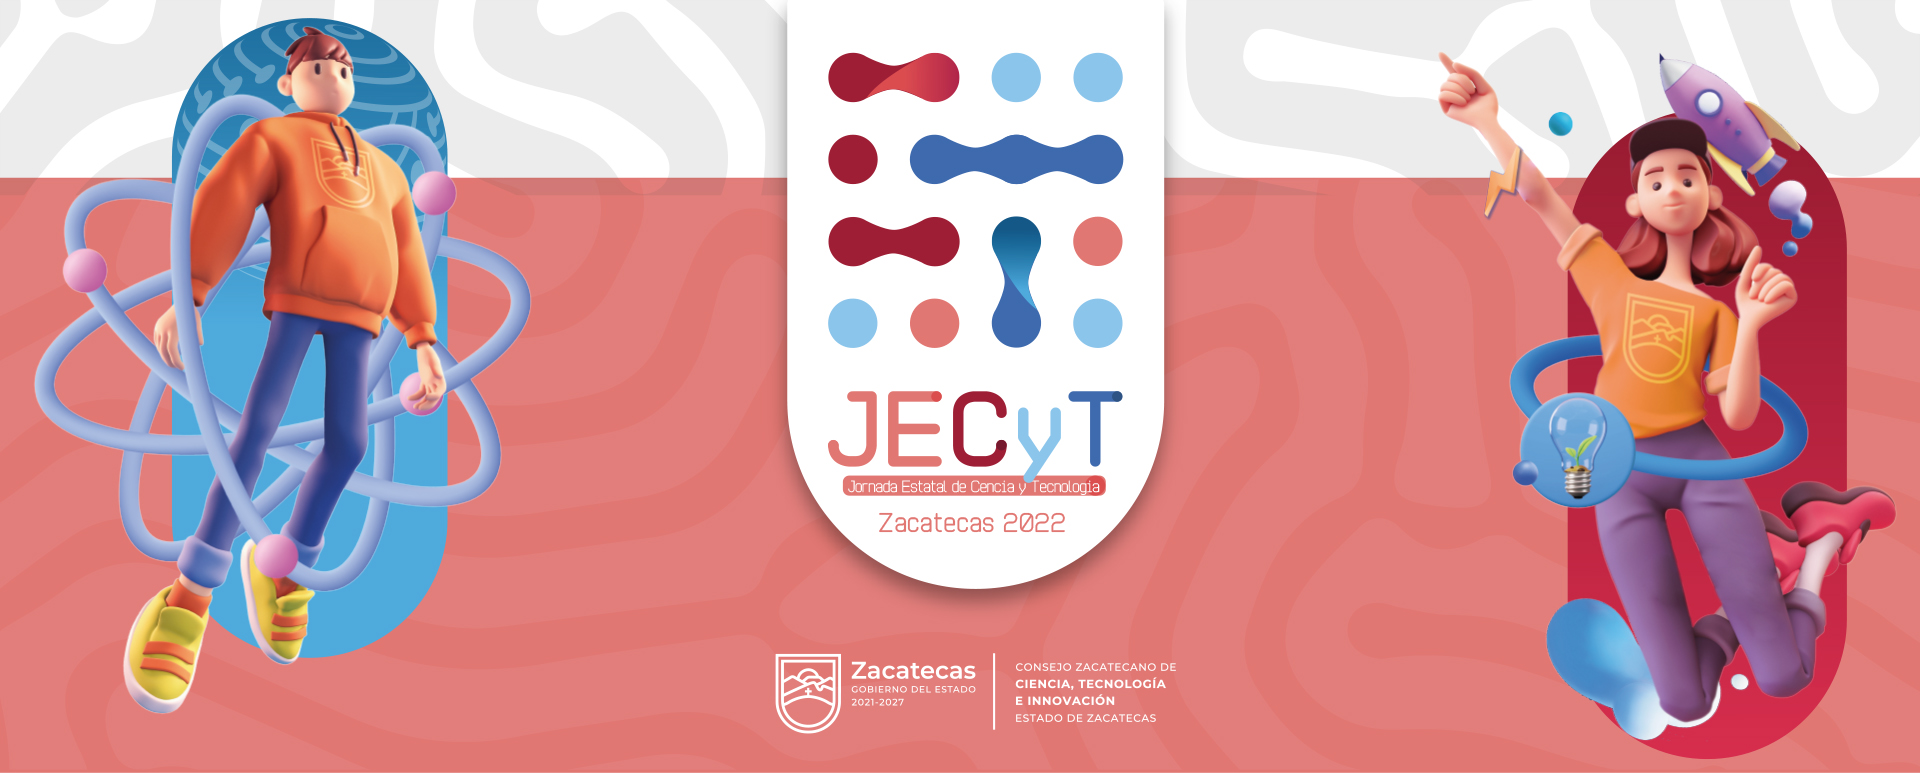 JECyT
Jornada Estatal de Cencia y Tecnología
Zacatecas 2022
Zacatecas
GOBIERNO DEL ESTADO
2021-2027
CONSEJO ZACATECANO DE
CIENCIA, TECNOLOGÍA
E INNOVACIÓN
ESTADO DE ZACATECAS